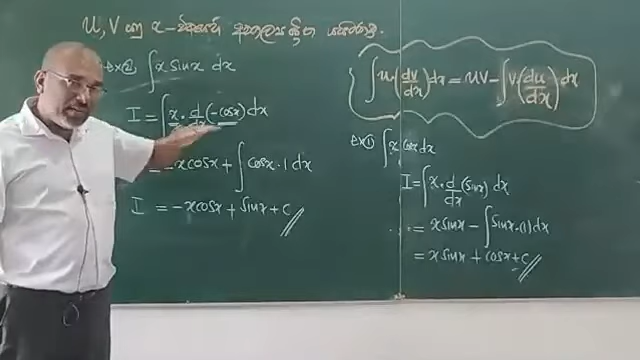 U, V යනු x -
ex② ∫x sinx dx
I = ∫x · d/dx (-cosx) dx
= -x cosx + ∫cosx · 1 dx
I = -x cosx + sinx + c //
∫u (dv/dx) dx = uv - ∫v (du/dx) dx
ex① ∫x cosx dx
I = ∫x · d/dx (sinx) dx
= x sinx - ∫sinx · (1) dx
= x sinx + cosx + c //